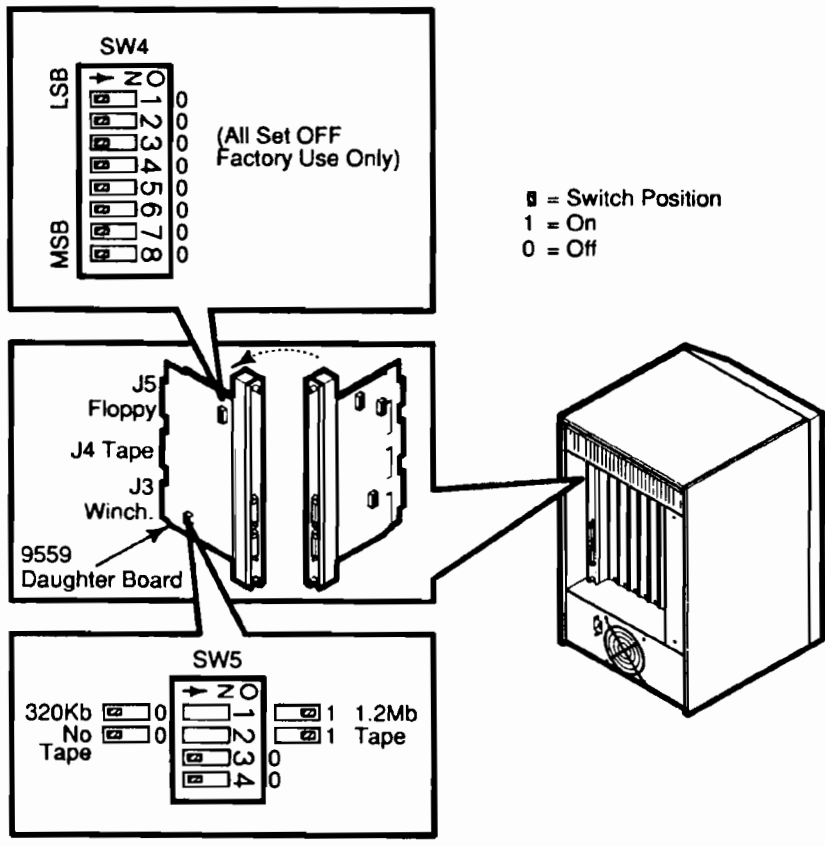 SW4
LSB
MSB
ON
1 0
2 0
3 0
4 0
5 0
6 0
7 0
8 0
(All Set OFF
Factory Use Only)
= Switch Position
1 = On
0 = Off
J5
Floppy
J4 Tape
J3
Winch.
9559
Daughter Board
SW5
ON
320Kb 0 1 1 1.2Mb
No 0 2 1 Tape
Tape
3 0
4 0